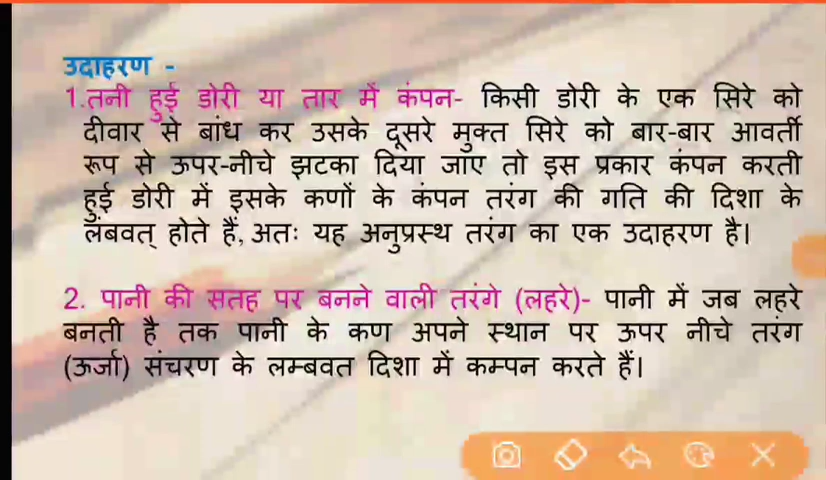 उदाहरण -
1.तनी हुई डोरी या तार में कंपन- किसी डोरी के एक सिरे को
दीवार से बांध कर उसके दूसरे मुक्त सिरे को बार-बार आवर्ती
रूप से ऊपर-नीचे झटका दिया जाए तो इस प्रकार कंपन करती
हुई डोरी में इसके कणों के कंपन तरंग की गति की दिशा के
लंबवत् होते हैं, अतः यह अनुप्रस्थ तरंग का एक उदाहरण है।
2. पानी की सतह पर बनने वाली तरंगे (लहरे)- पानी में जब लहरे
बनती है तक पानी के कण अपने स्थान पर ऊपर नीचे तरंग
(ऊर्जा) संचरण के लम्बवत दिशा में कम्पन करते हैं।